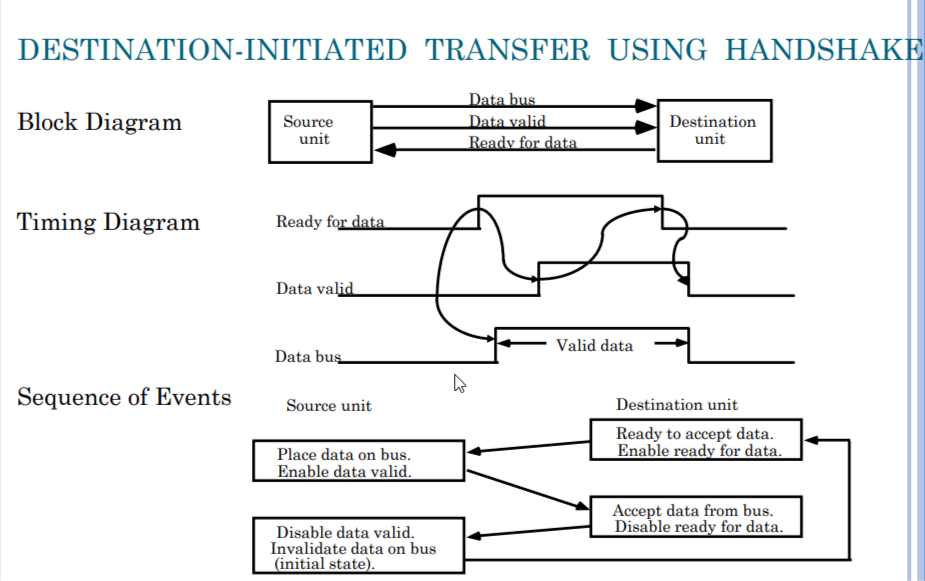 DESTINATION-INITIATED TRANSFER USING HANDSHAKE
Block Diagram
Source
unit
Data bus
Data valid
Ready for data
Destination
unit
Timing Diagram
Ready for data
Data valid
Data bus
Valid data
Sequence of Events
Source unit
Destination unit
Ready to accept data.
Enable ready for data.
Place data on bus.
Enable data valid.
Accept data from bus.
Disable ready for data.
Disable data valid.
Invalidate data on bus
(initial state).